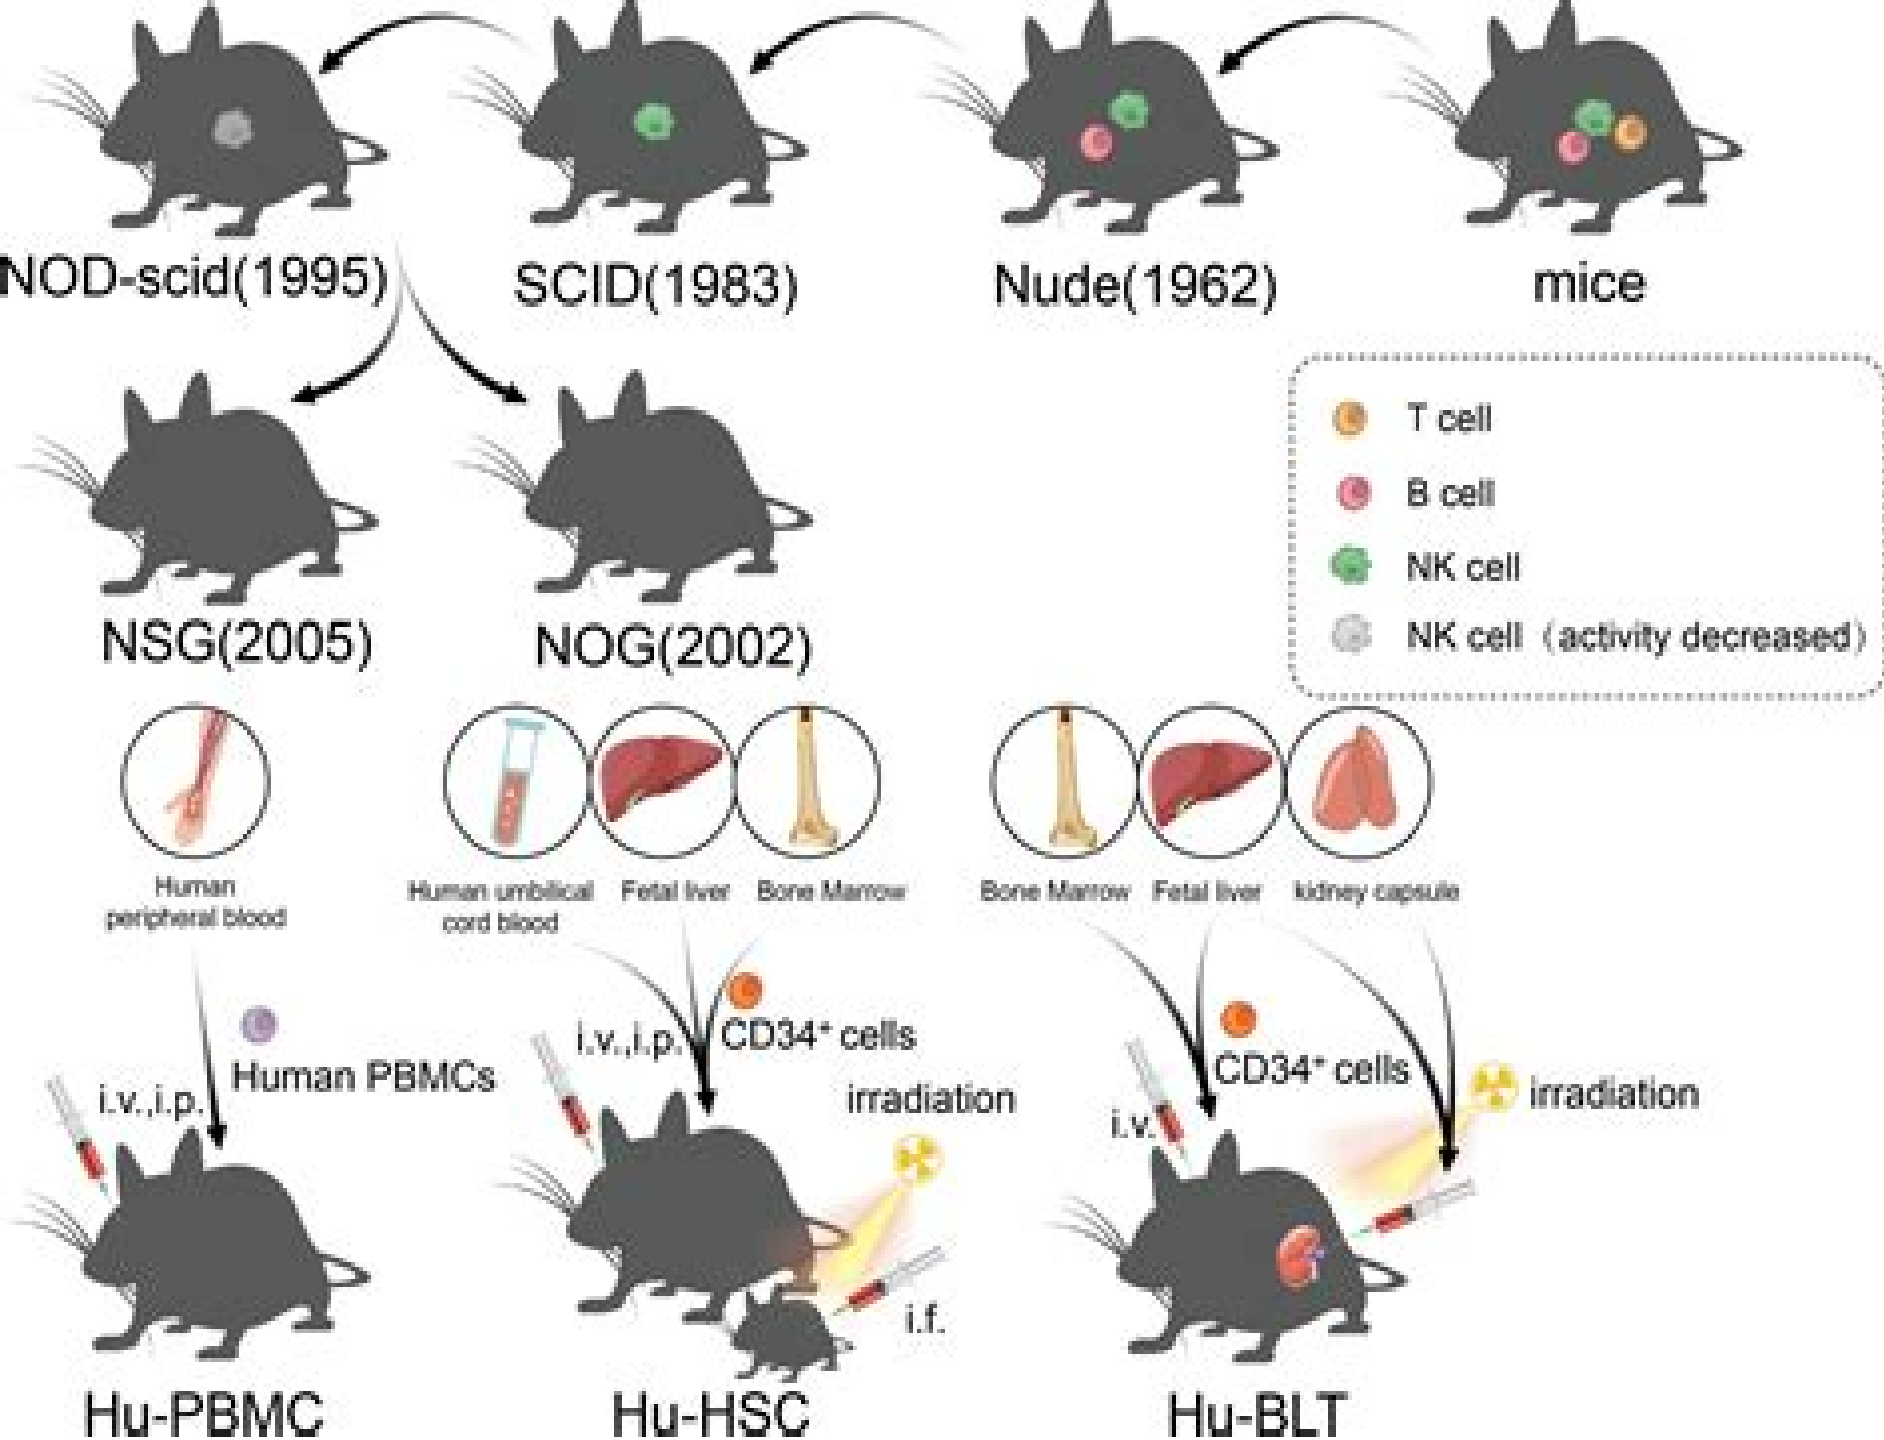 NOD-scid(1995)
SCID(1983)
Nude(1962)
mice
NSG(2005)
NOG(2002)
T cell
B cell
NK cell
NK cell (activity decreased)
Human
peripheral blood
Human umbilical
cord blood
Fetal liver
Bone Marrow
Bone Marrow
Fetal liver
kidney capsule
i.v.,i.p.
Human PBMCs
i.v.,i.p.
CD34⁺ cells
irradiation
i.f.
i.v.
CD34⁺ cells
irradiation
Hu-PBMC
Hu-HSC
Hu-BLT